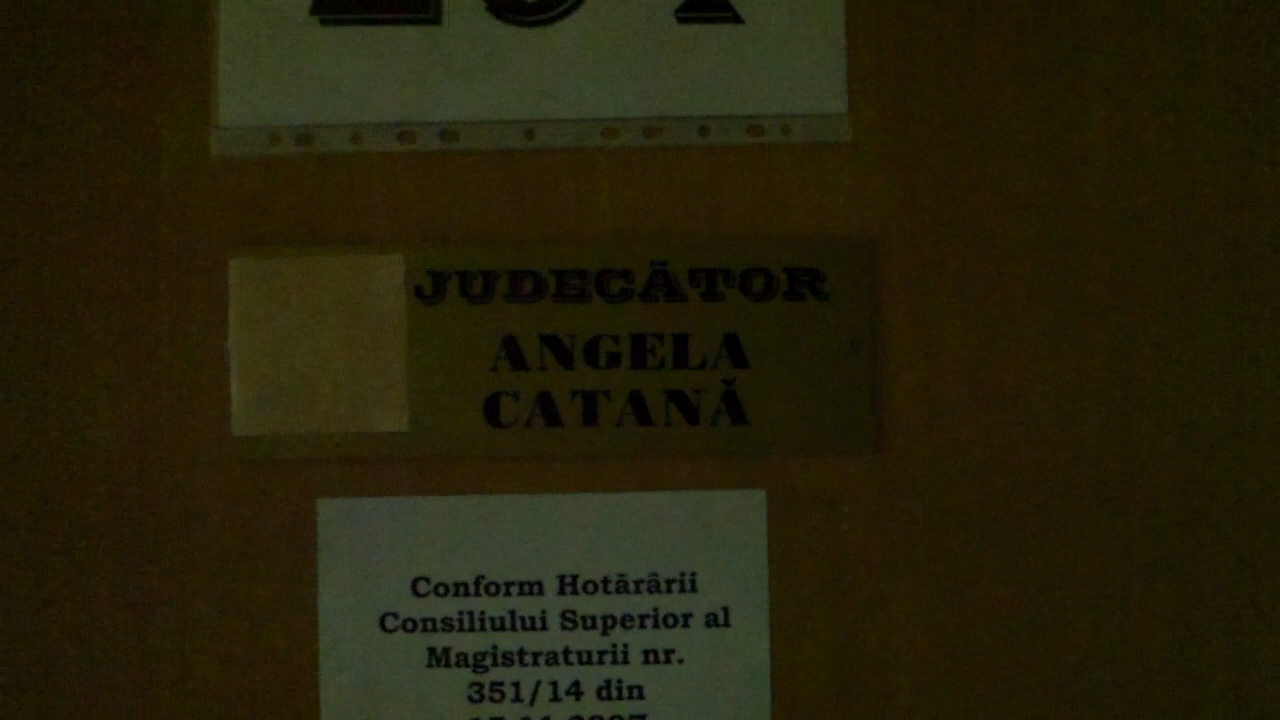 JUDECĂTOR
ANGELA
CATANĂ
Conform Hotărârii
Consiliului Superior al
Magistraturii nr.
351/14 din